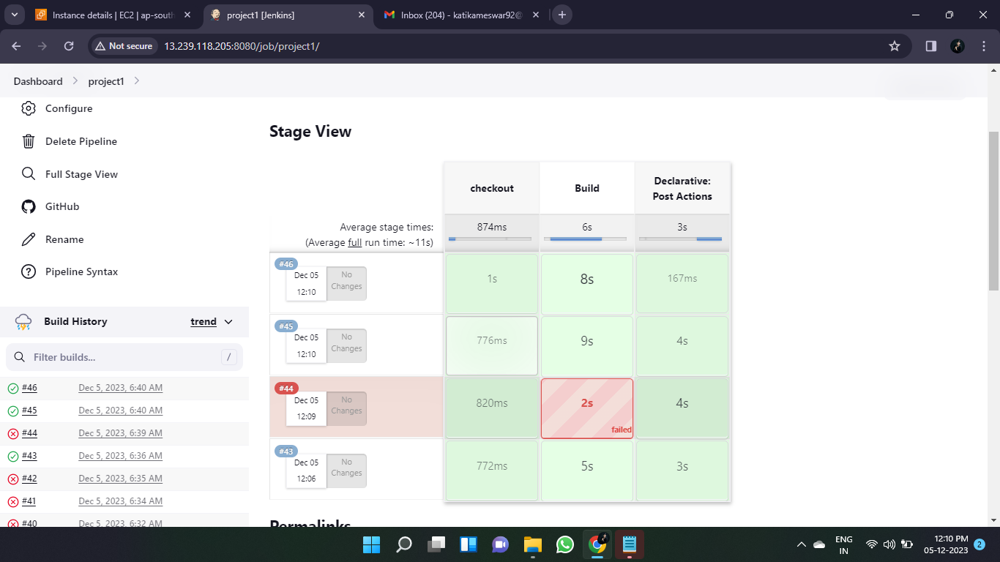 Instance details | EC2 | ap-south
project1 [Jenkins]
Inbox (204) - katikameswar92@
Not secure
13.239.118.205:8080/job/project1/
Dashboard
project1
Configure
Delete Pipeline
Full Stage View
GitHub
Rename
Pipeline Syntax
Build History
trend
Filter builds...
/
#46 Dec 5, 2023, 6:40 AM
#45 Dec 5, 2023, 6:40 AM
#44 Dec 5, 2023, 6:39 AM
#43 Dec 5, 2023, 6:36 AM
#42 Dec 5, 2023, 6:35 AM
#41 Dec 5, 2023, 6:34 AM
#40 Dec 5, 2023, 6:32 AM
Stage View
checkout
Build
Declarative:
Post Actions
Average stage times:
(Average full run time: ~11s)
874ms
6s
3s
#46
Dec 05
12:10
No
Changes
1s
8s
167ms
#45
Dec 05
12:10
No
Changes
776ms
9s
4s
#44
Dec 05
12:09
No
Changes
820ms
2s
failed
4s
#43
Dec 05
12:06
No
Changes
772ms
5s
3s
Permalinks
ENG
IN
12:10 PM
05-12-2023
2